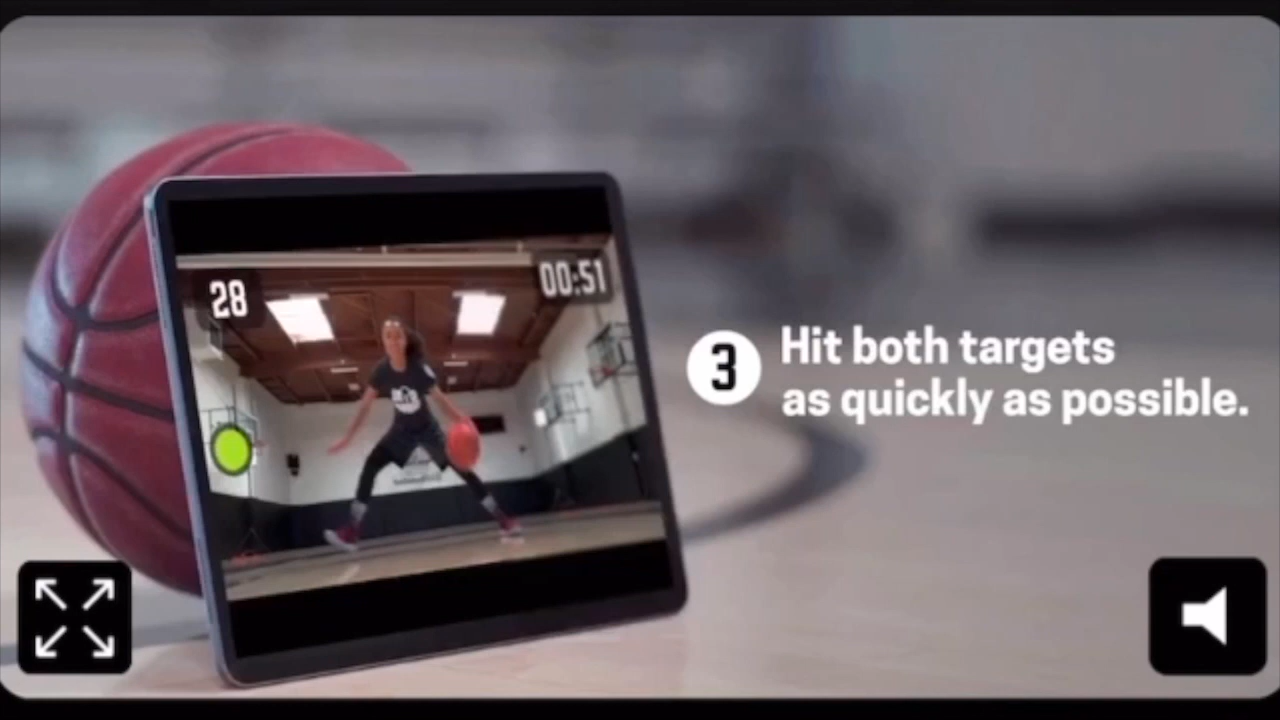 28
00:51
3
Hit both targets
as quickly as possible.